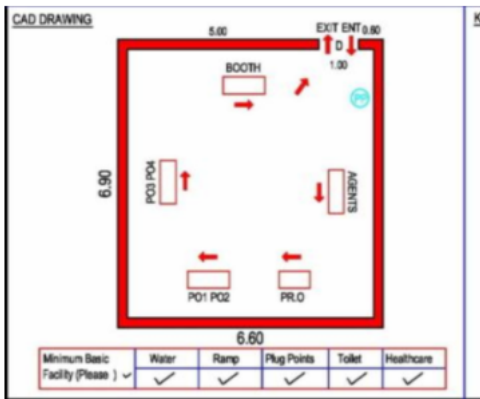 CAD DRAWING
5.00
EXIT ENT 0.60
D
1.00
BOOTH
6.90
PO3 PO4
AGENTS
PO1 PO2
PR.O
6.60
Minimum Basic Facility (Please ) ✓
Water
Ramp
Plug Points
Toilet
Healthcare
✓ ✓ ✓ ✓ ✓
K